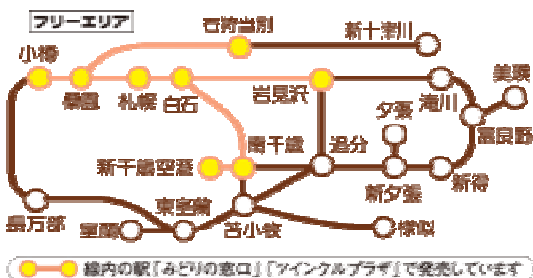 フリーエリア
石狩当別
新十津川
小樽
美瑛
桑園
札幌
白石
岩見沢
滝川
夕張
富良野
南千歳
追分
新千歳空港
新夕張
新得
東室蘭
長万部
室蘭
苫小牧
様似
線内の駅「みどりの窓口」「ツインクルプラザ」で発売しています